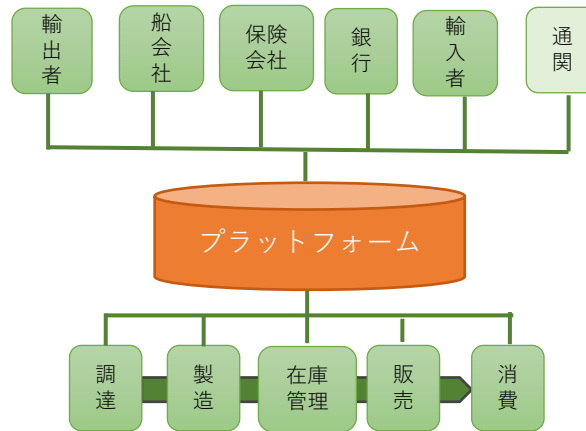 輸出者
船会社
保険
会社
銀行
輸入者
通関
プラットフォーム
調達
製造
在庫
管理
販売
消費